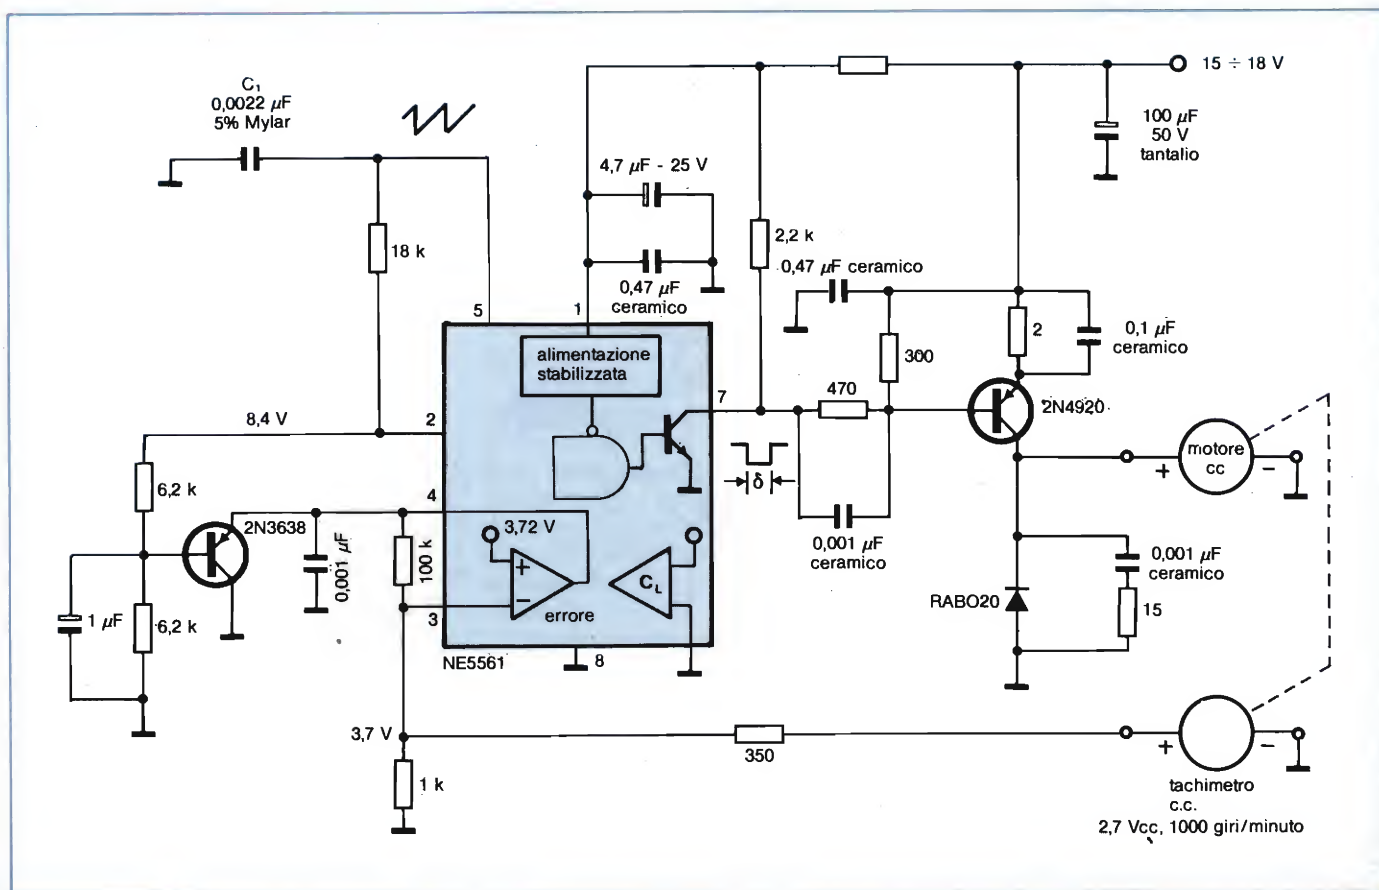 C₁
0,0022 µF
5% Mylar
15 ÷ 18 V
100 µF
50 V
tantalio
4,7 µF - 25 V
18 k
2,2 k
0,47 µF
ceramico
0,47 µF ceramico
5
1
alimentazione
stabilizzata
300
2
0,1 µF
ceramico
7
470
2N4920
8,4 V
2
δ
motore
cc
+
−
6,2 k
4
2N3638
3,72 V
0,001 µF
100 k
+
−
errore
C_L
0,001 µF
ceramico
0,001 µF
ceramico
RABO20
15
1 µF
6,2 k
3
NE5561
8
3,7 V
350
+
−
1 k
tachimetro
c.c.
2,7 Vcc, 1000 giri/minuto